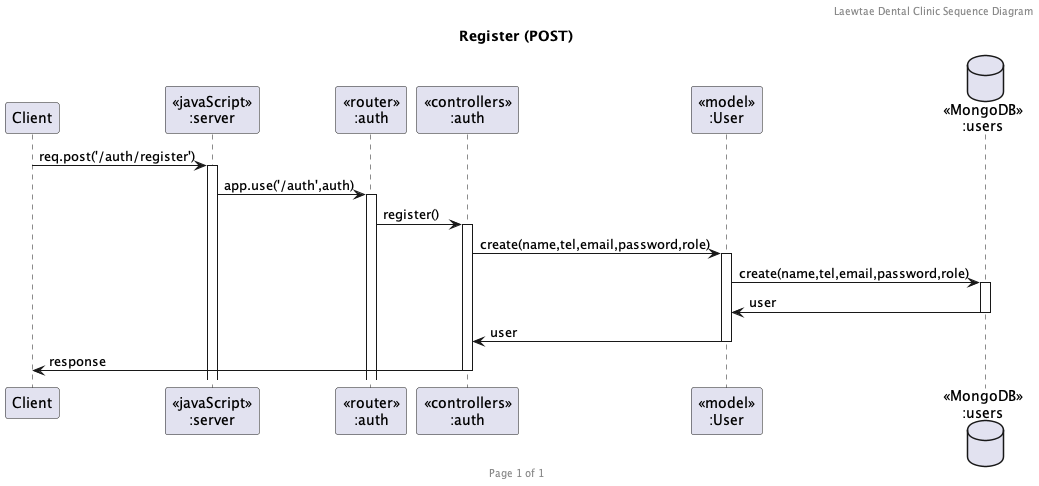 Laewtae Dental Clinic Sequence Diagram
Register (POST)
Client
«javaScript»
:server
«router»
:auth
«controllers»
:auth
«model»
:User
«MongoDB»
:users
req.post('/auth/register')
app.use('/auth',auth)
register()
create(name,tel,email,password,role)
create(name,tel,email,password,role)
user
user
response
Client
«javaScript»
:server
«router»
:auth
«controllers»
:auth
«model»
:User
«MongoDB»
:users
Page 1 of 1